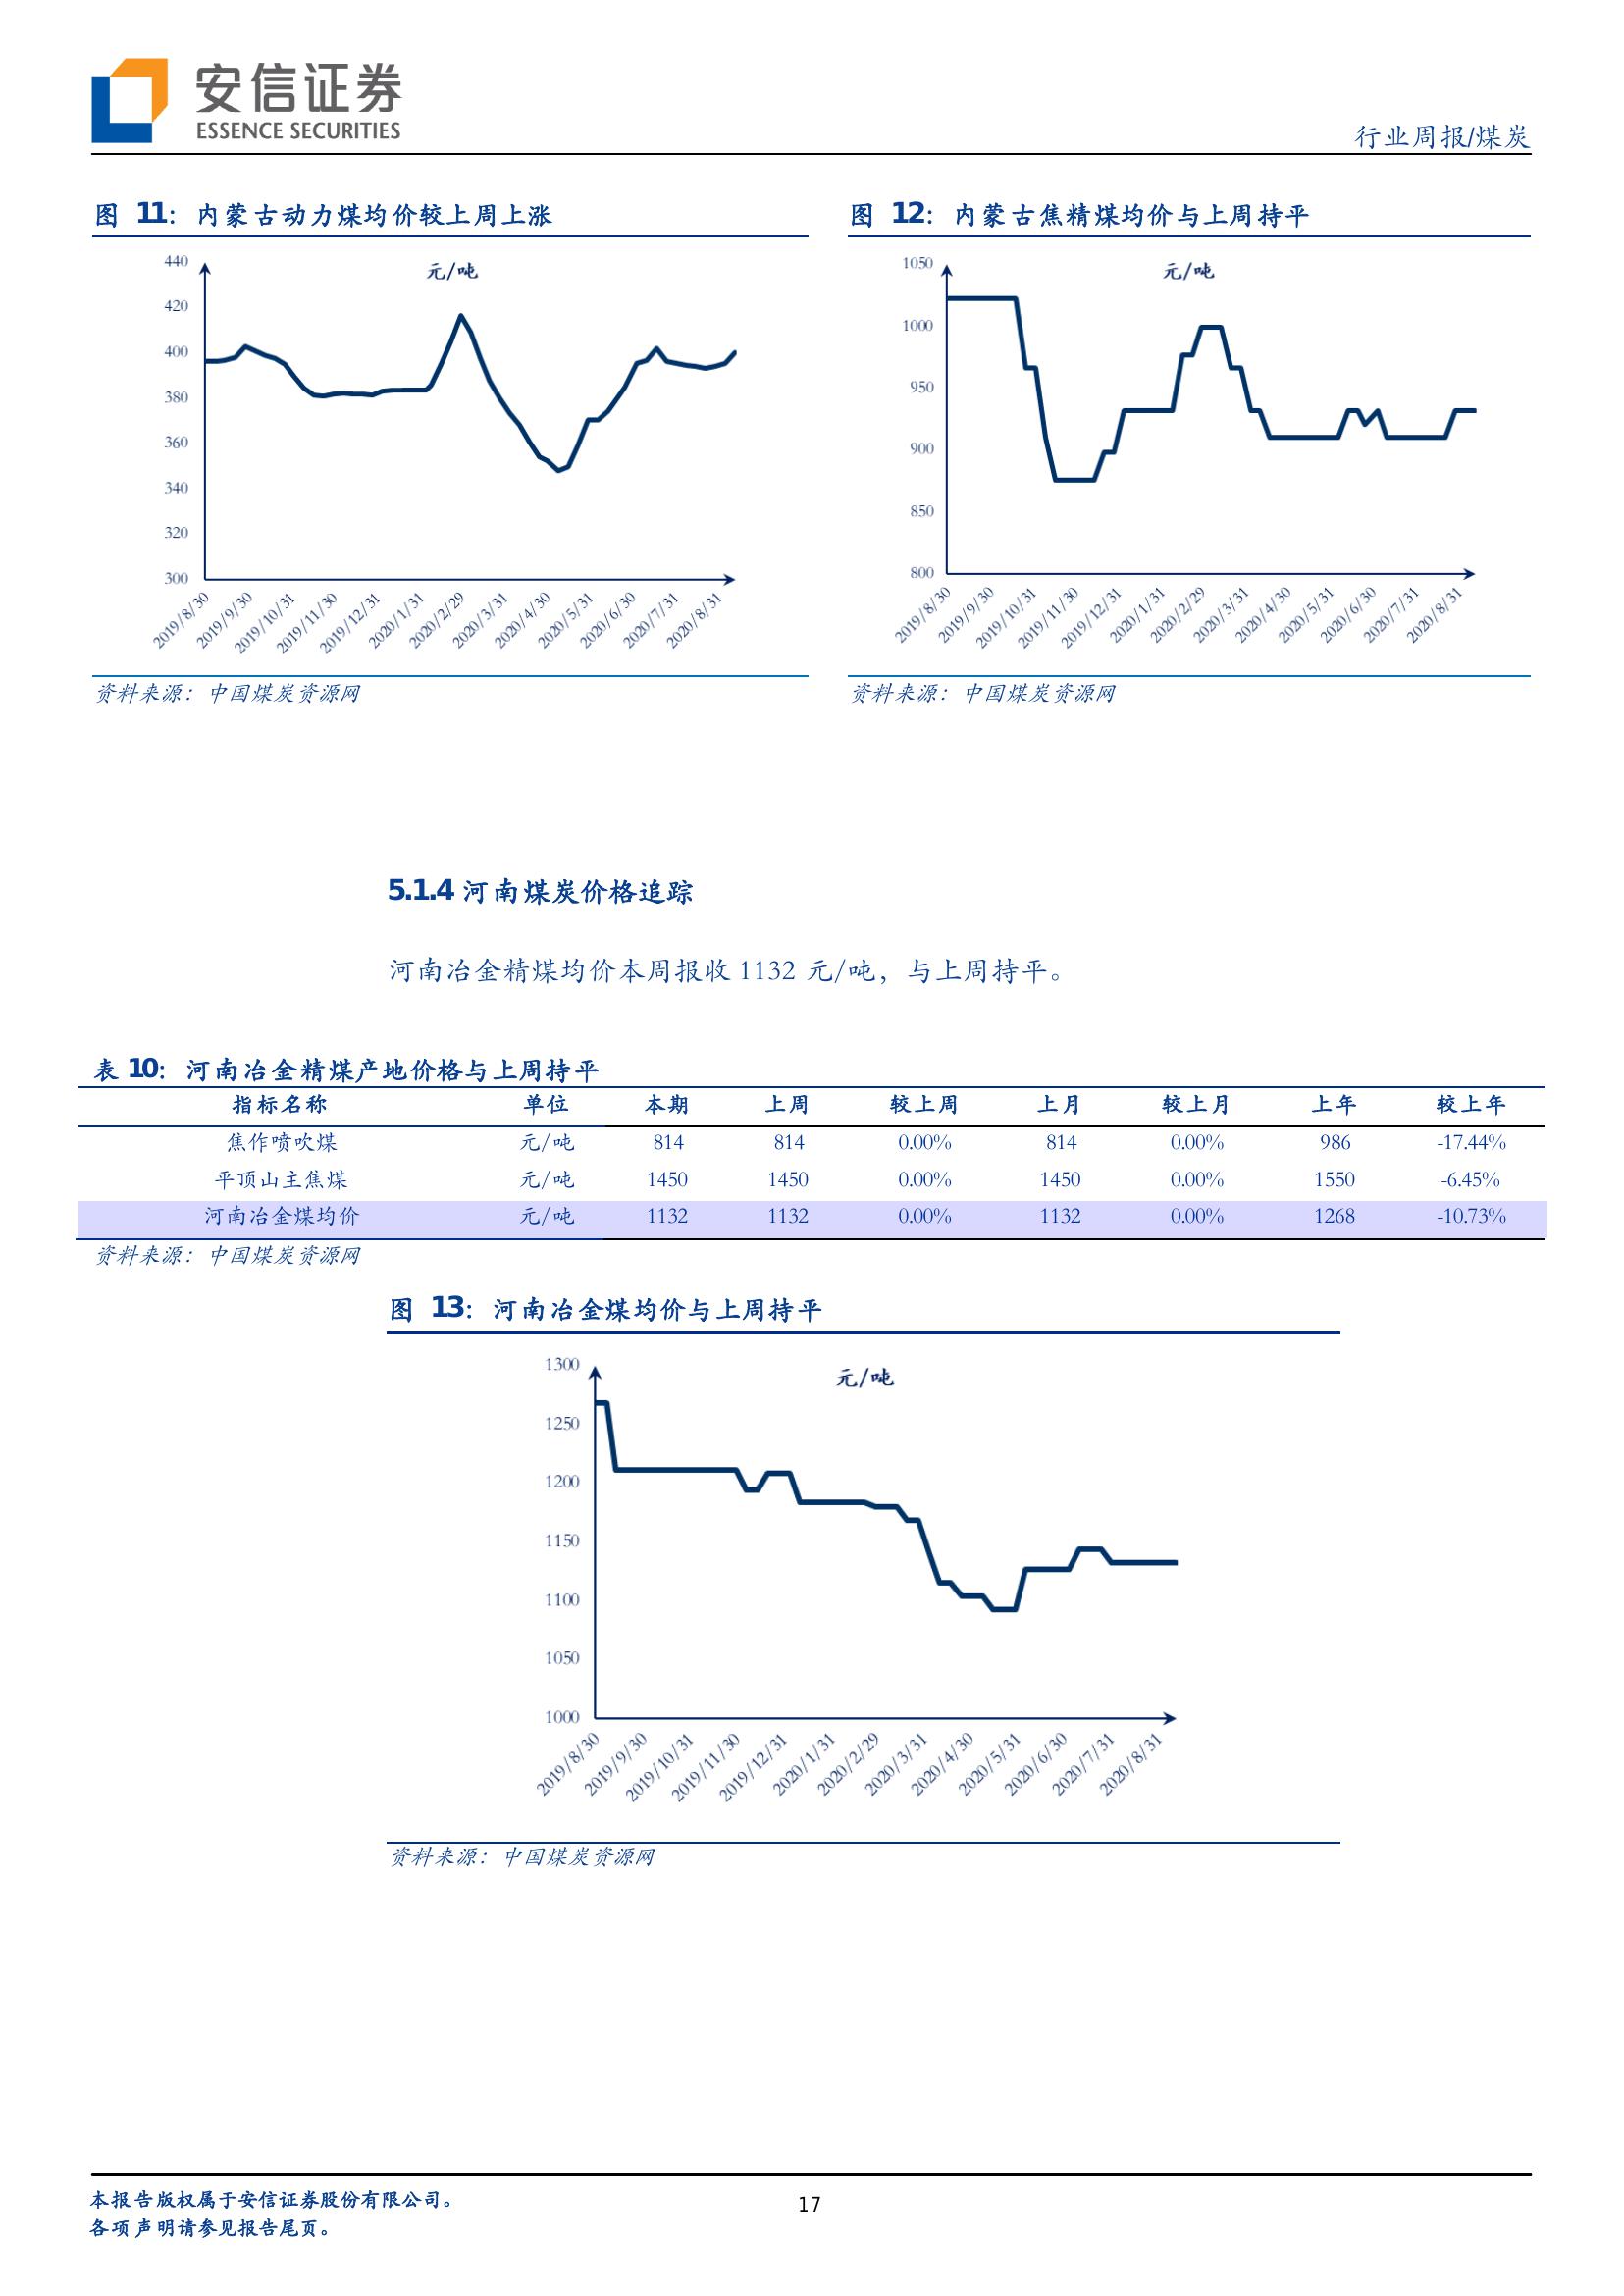 安信证券
ESSENCE SECURITIES
行业周报/煤炭
图 11：内蒙古动力煤均价较上周上涨
元/吨
440
420
400
380
360
340
320
300
2019/8/30
2019/9/30
2019/10/31
2019/11/30
2019/12/31
2020/1/31
2020/2/29
2020/3/31
2020/4/30
2020/5/31
2020/6/30
2020/7/31
2020/8/31
资料来源：中国煤炭资源网
图 12：内蒙古焦精煤均价与上周持平
元/吨
1050
1000
950
900
850
800
2019/8/30
2019/9/30
2019/10/31
2019/11/30
2019/12/31
2020/1/31
2020/2/29
2020/3/31
2020/4/30
2020/5/31
2020/6/30
2020/7/31
2020/8/31
资料来源：中国煤炭资源网
5.1.4 河南煤炭价格追踪
河南冶金精煤均价本周报收 1132 元/吨，与上周持平。
表 10：河南冶金精煤产地价格与上周持平
指标名称 单位 本期 上周 较上周 上月 较上月 上年 较上年
焦作喷吹煤 元/吨 814 814 0.00% 814 0.00% 986 -17.44%
平顶山主焦煤 元/吨 1450 1450 0.00% 1450 0.00% 1550 -6.45%
河南冶金煤均价 元/吨 1132 1132 0.00% 1132 0.00% 1268 -10.73%
资料来源：中国煤炭资源网
图 13：河南冶金煤均价与上周持平
元/吨
1300
1250
1200
1150
1100
1050
1000
2019/8/30
2019/9/30
2019/10/31
2019/11/30
2019/12/31
2020/1/31
2020/2/29
2020/3/31
2020/4/30
2020/5/31
2020/6/30
2020/7/31
2020/8/31
资料来源：中国煤炭资源网
本报告版权属于安信证券股份有限公司。
各项声明请参见报告尾页。
17